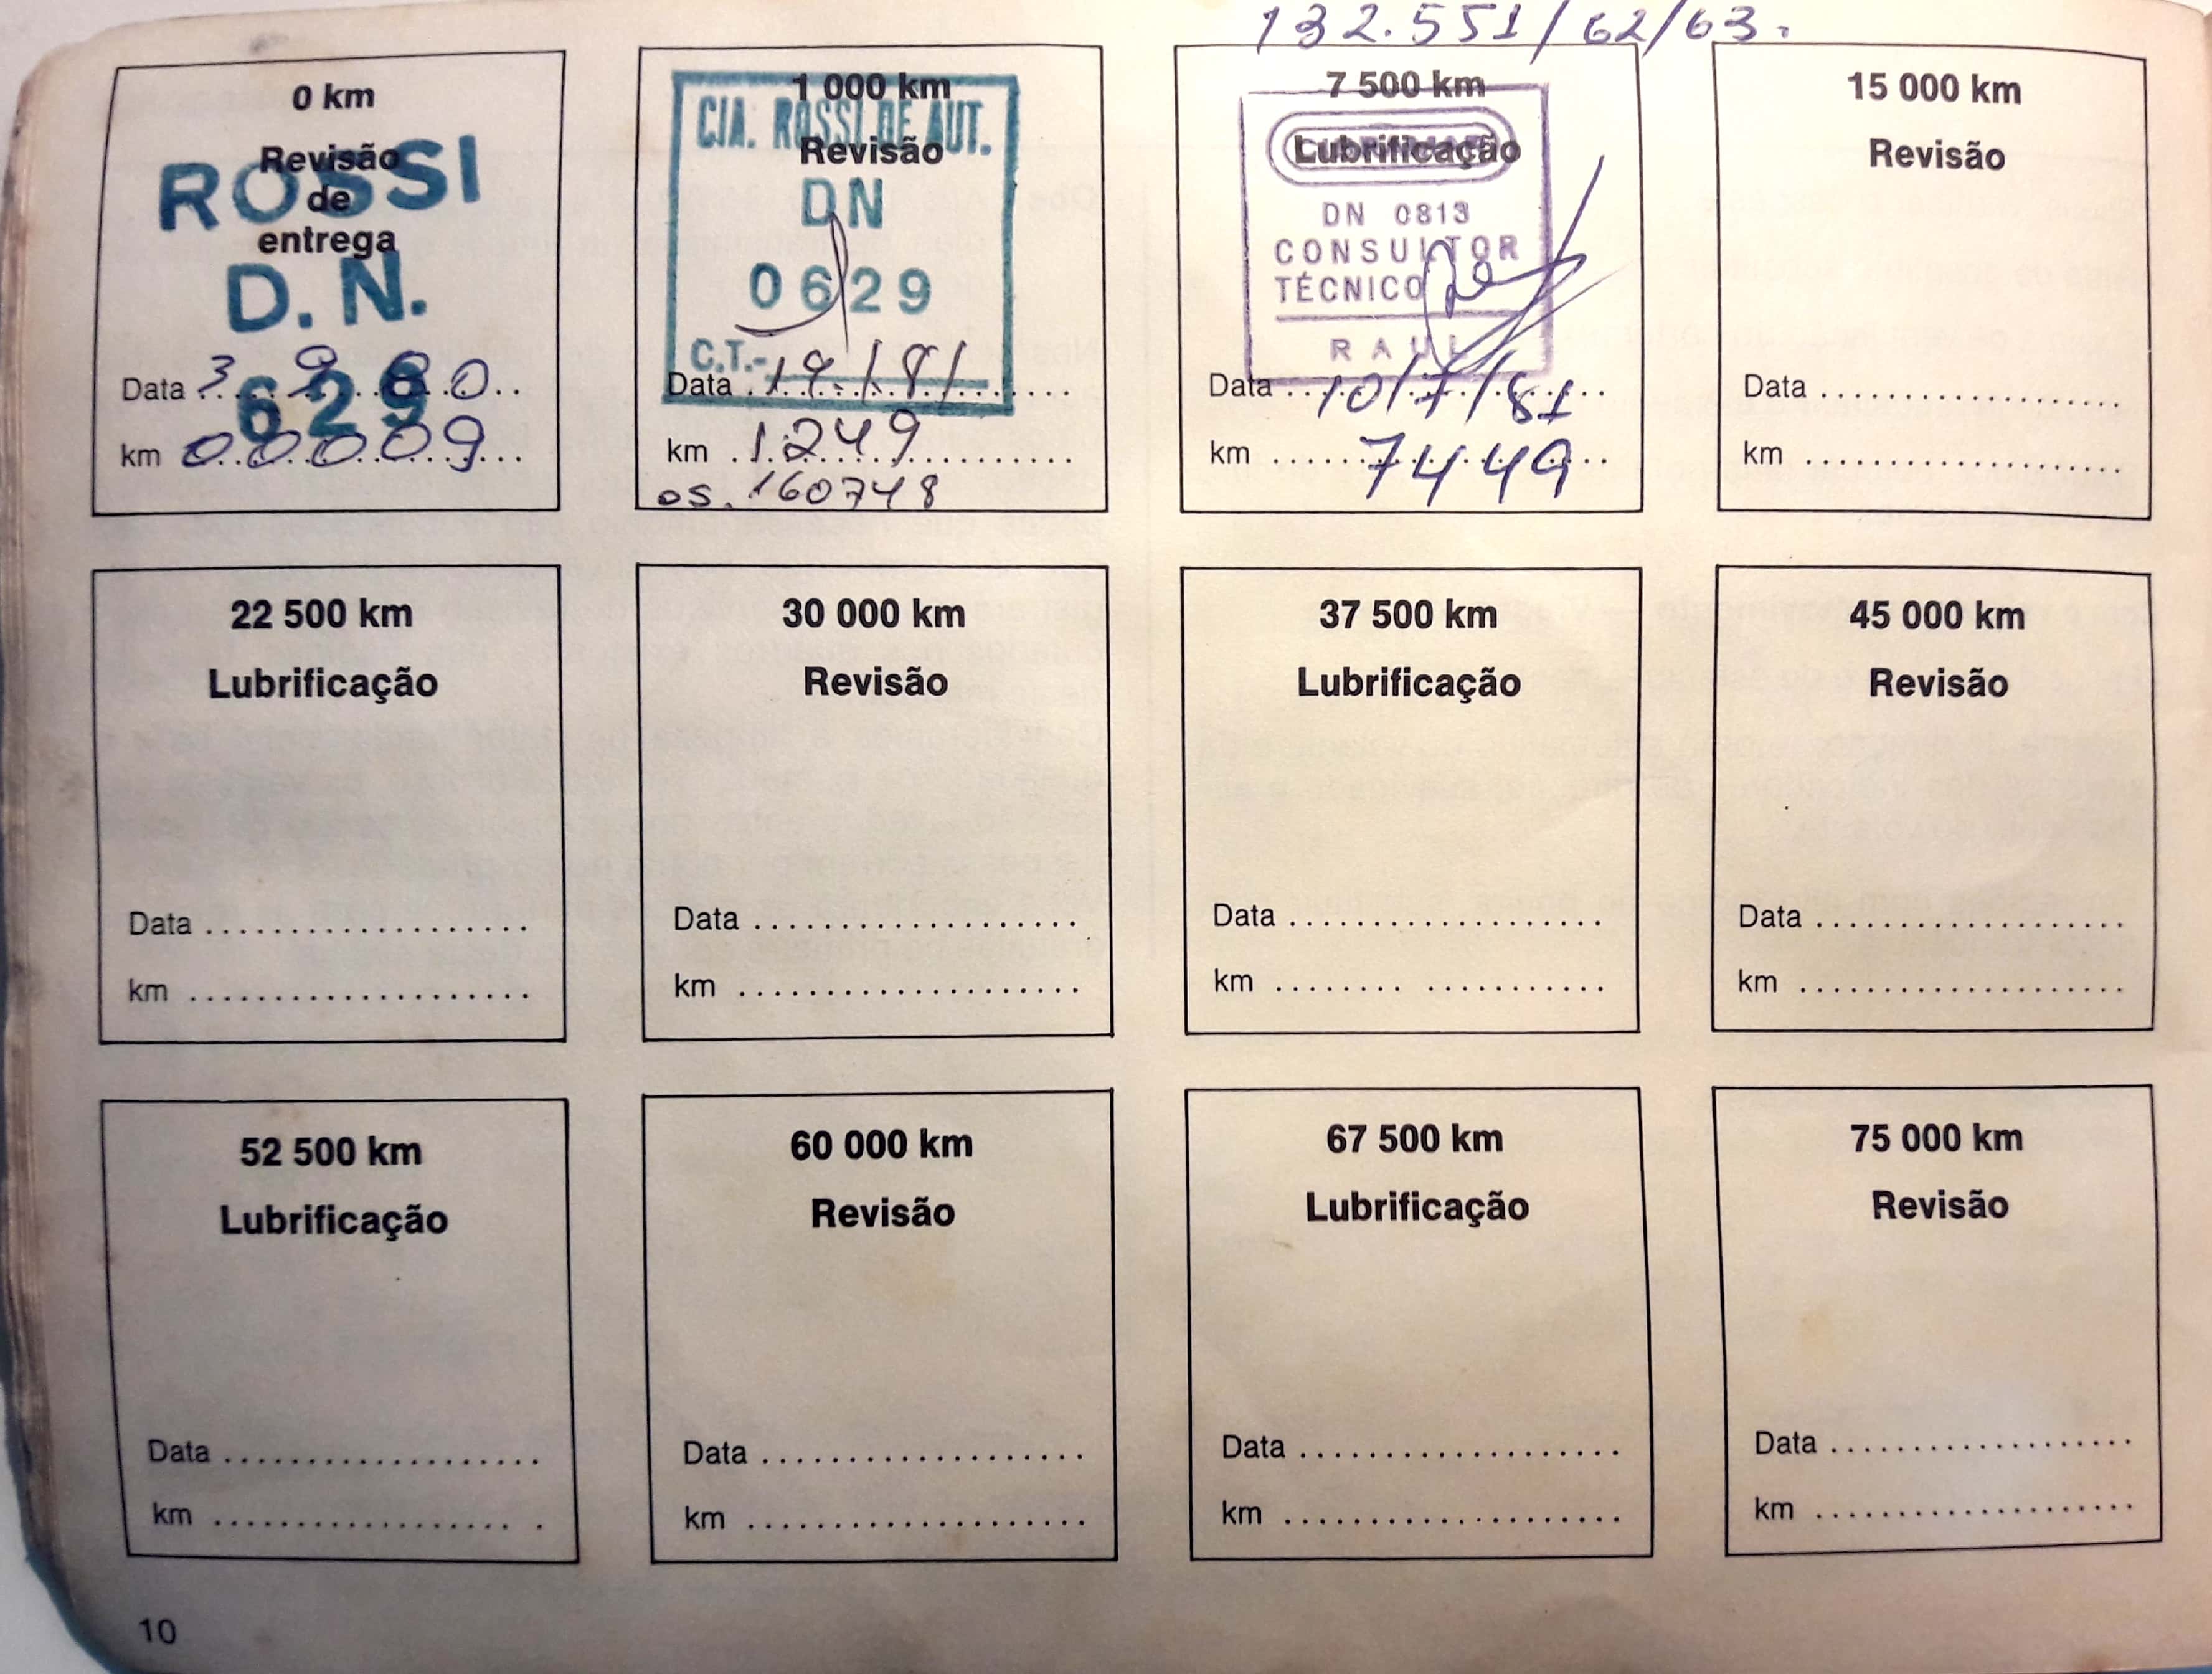 132.551/62/63.
0 km
Revisão
de
entrega
ROSSI
D. N.
629
Data 3 9 80
km 00009
1 000 km
Revisão
CIA. ROSSI DE AUT.
DN
0629
C.T.-
Data
km 1.249
os. 160748
7 500 km
Lubrificação
DN 0813
CONSULTOR
TÉCNICO
RAUL
Data 10/7/81
km 7449
15 000 km
Revisão
Data
km
22 500 km
Lubrificação
Data
km
30 000 km
Revisão
Data
km
37 500 km
Lubrificação
Data
km
45 000 km
Revisão
Data
km
52 500 km
Lubrificação
Data
km
60 000 km
Revisão
Data
km
67 500 km
Lubrificação
Data
km
75 000 km
Revisão
Data
km
10